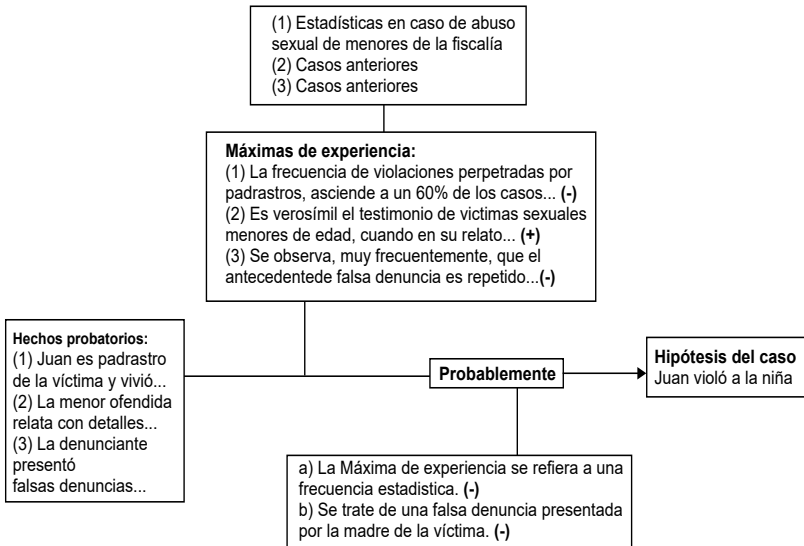 (1) Estadísticas en caso de abuso
sexual de menores de la fiscalía
(2) Casos anteriores
(3) Casos anteriores
Máximas de experiencia:
(1) La frecuencia de violaciones perpetradas por
padrastros, asciende a un 60% de los casos... (-)
(2) Es verosímil el testimonio de victimas sexuales
menores de edad, cuando en su relato... (+)
(3) Se observa, muy frecuentemente, que el
antecedentede falsa denuncia es repetido...(-)
Hechos probatorios:
(1) Juan es padrastro
de la víctima y vivió...
(2) La menor ofendida
relata con detalles...
(3) La denunciante
presentó
falsas denuncias...
Probablemente
Hipótesis del caso
Juan violó a la niña
a) La Máxima de experiencia se refiera a una
frecuencia estadistica. (-)
b) Se trate de una falsa denuncia presentada
por la madre de la víctima. (-)